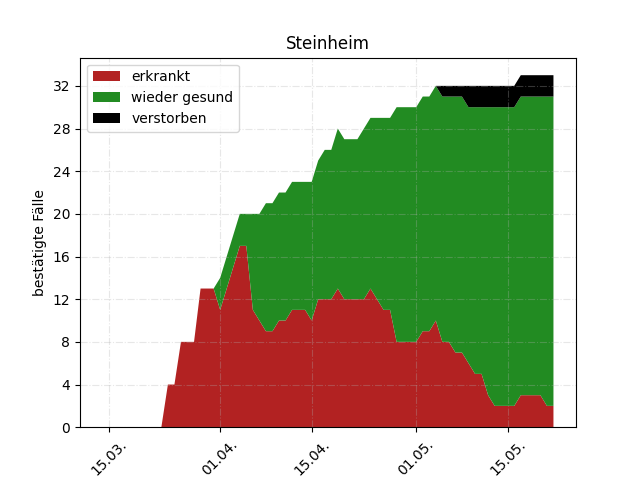 Steinheim
erkrankt
wieder gesund
verstorben
bestätigte Fälle
32
28
24
20
16
12
8
4
0
15.03.
01.04.
15.04.
01.05.
15.05.